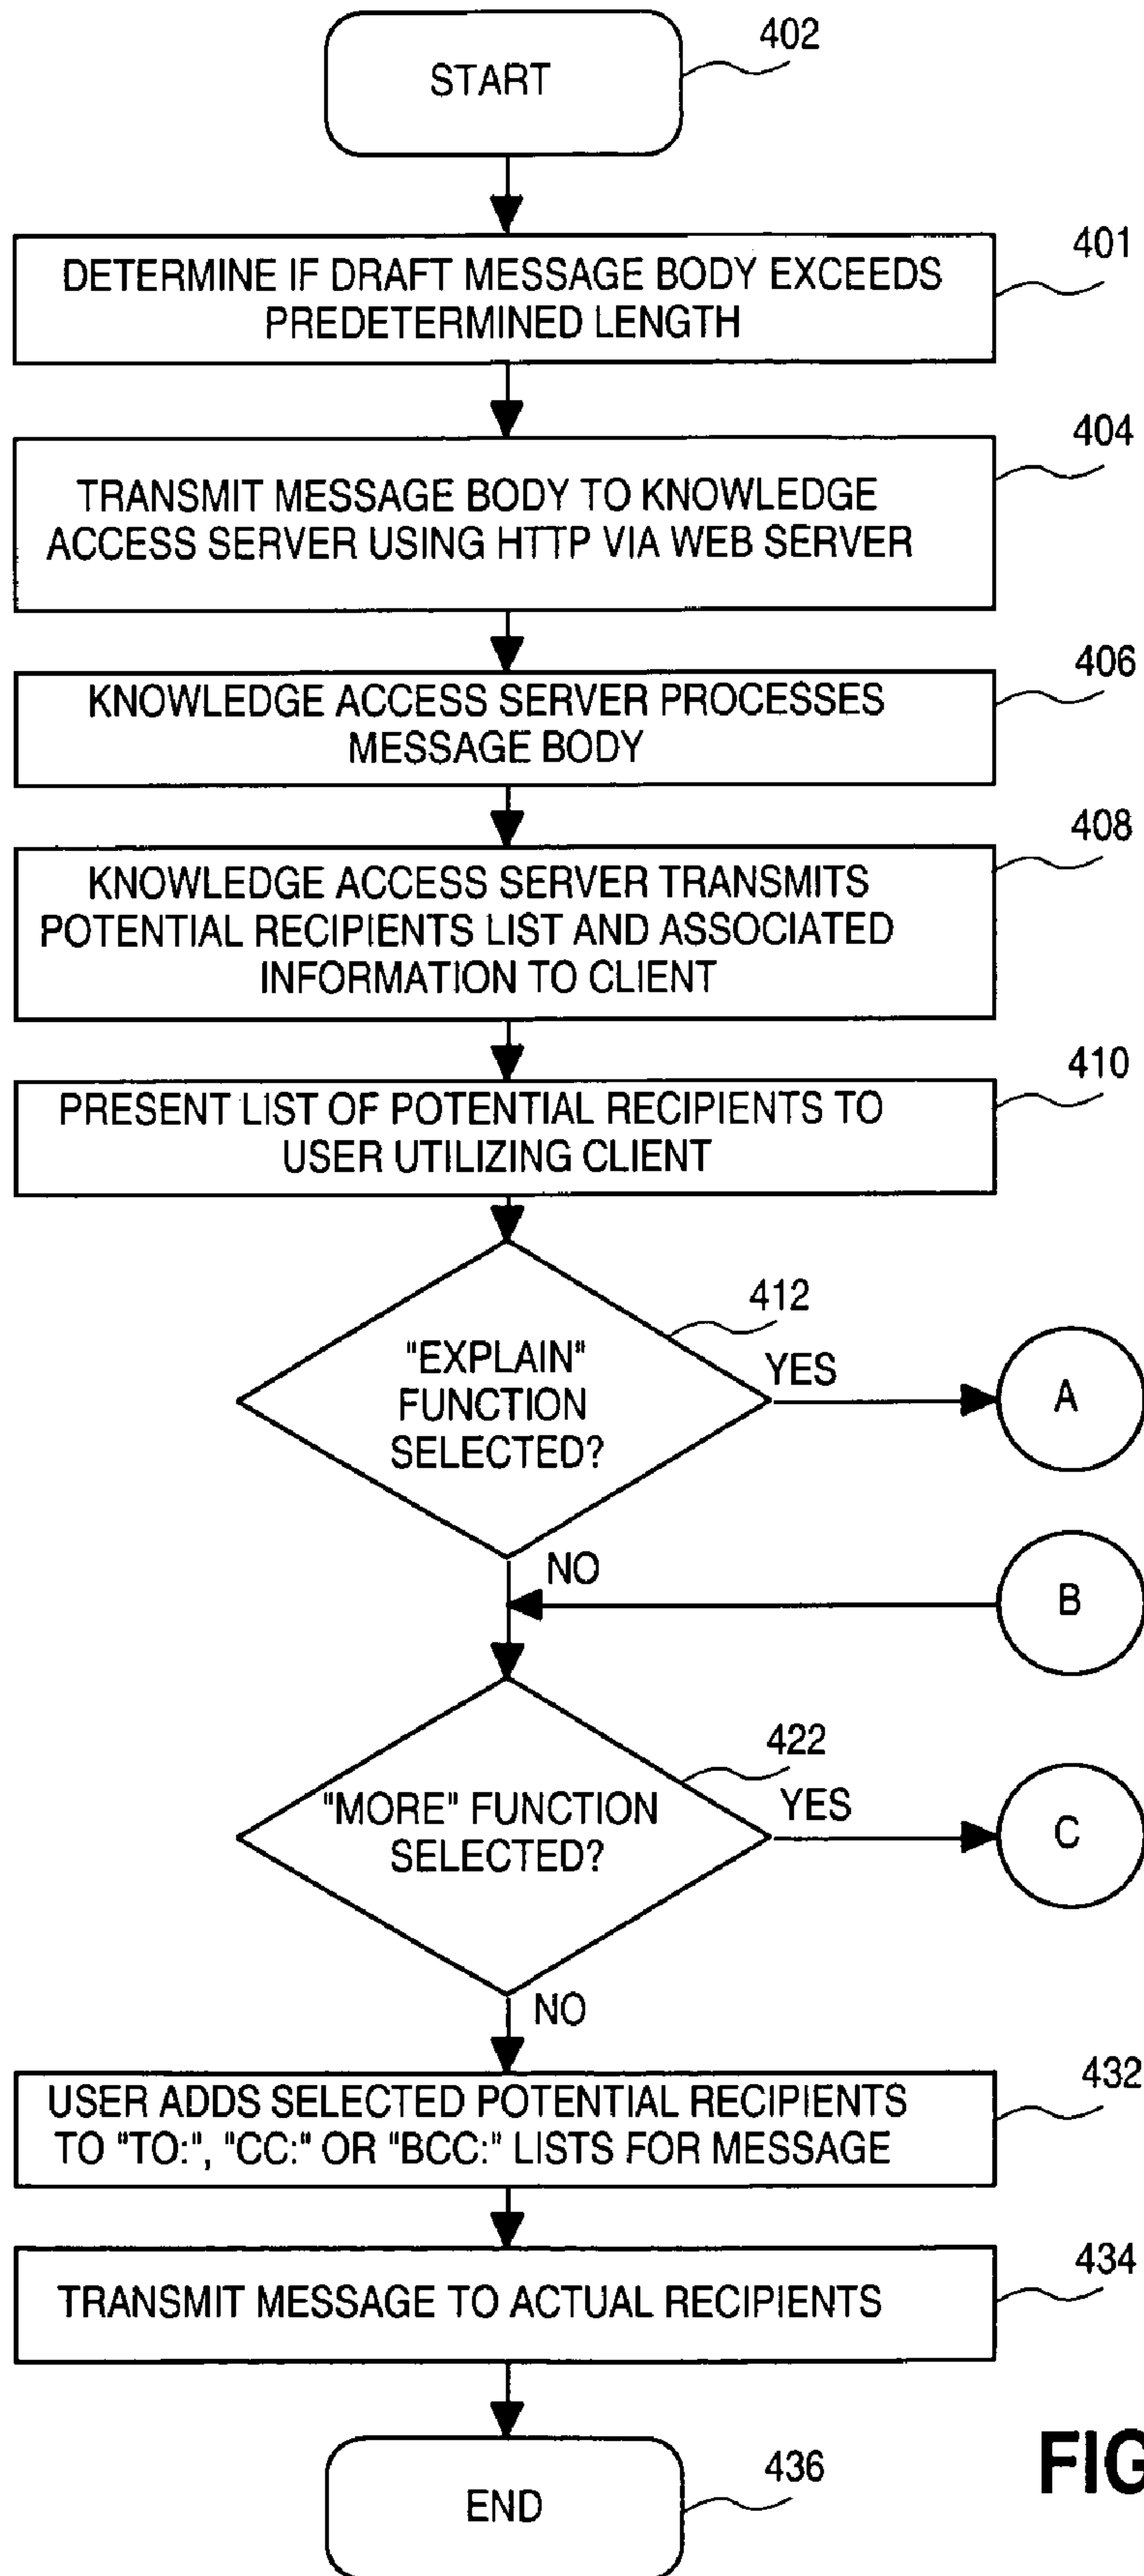 START
402
DETERMINE IF DRAFT MESSAGE BODY EXCEEDS
PREDETERMINED LENGTH
401
TRANSMIT MESSAGE BODY TO KNOWLEDGE
ACCESS SERVER USING HTTP VIA WEB SERVER
404
KNOWLEDGE ACCESS SERVER PROCESSES
MESSAGE BODY
406
KNOWLEDGE ACCESS SERVER TRANSMITS
POTENTIAL RECIPIENTS LIST AND ASSOCIATED
INFORMATION TO CLIENT
408
PRESENT LIST OF POTENTIAL RECIPIENTS TO
USER UTILIZING CLIENT
410
"EXPLAIN"
FUNCTION
SELECTED?
412
YES
A
NO
B
"MORE" FUNCTION
SELECTED?
422
YES
C
NO
USER ADDS SELECTED POTENTIAL RECIPIENTS
TO "TO:", "CC:" OR "BCC:" LISTS FOR MESSAGE
432
TRANSMIT MESSAGE TO ACTUAL RECIPIENTS
434
END
436
FIG